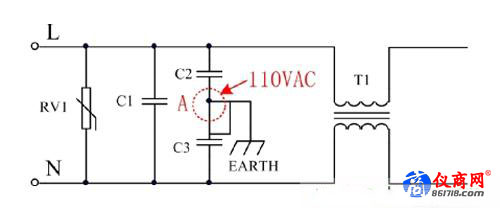 L
C2
110VAC
T1
A
RV1
C1
C3
EARTH
N
仪商网®
861718.com